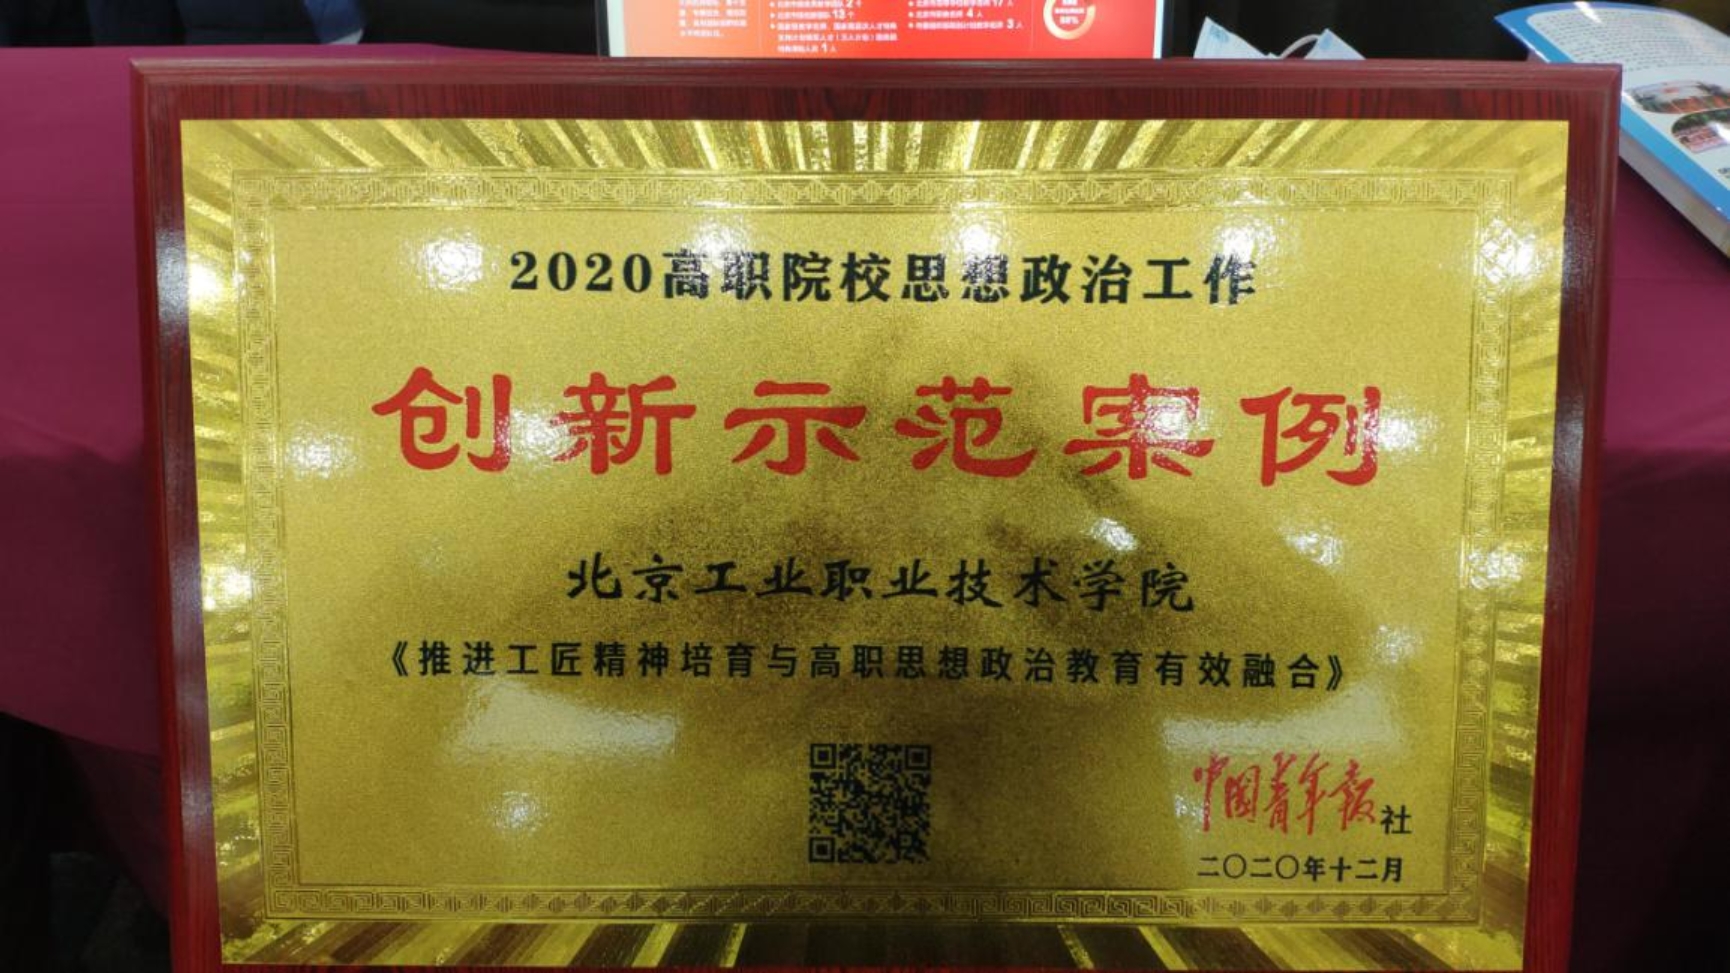 2020高职院校思想政治工作
创新示范案例
北京工业职业技术学院
《推进工匠精神培育与高职思想政治教育有效融合》
中国青年报社
二〇二〇年十二月